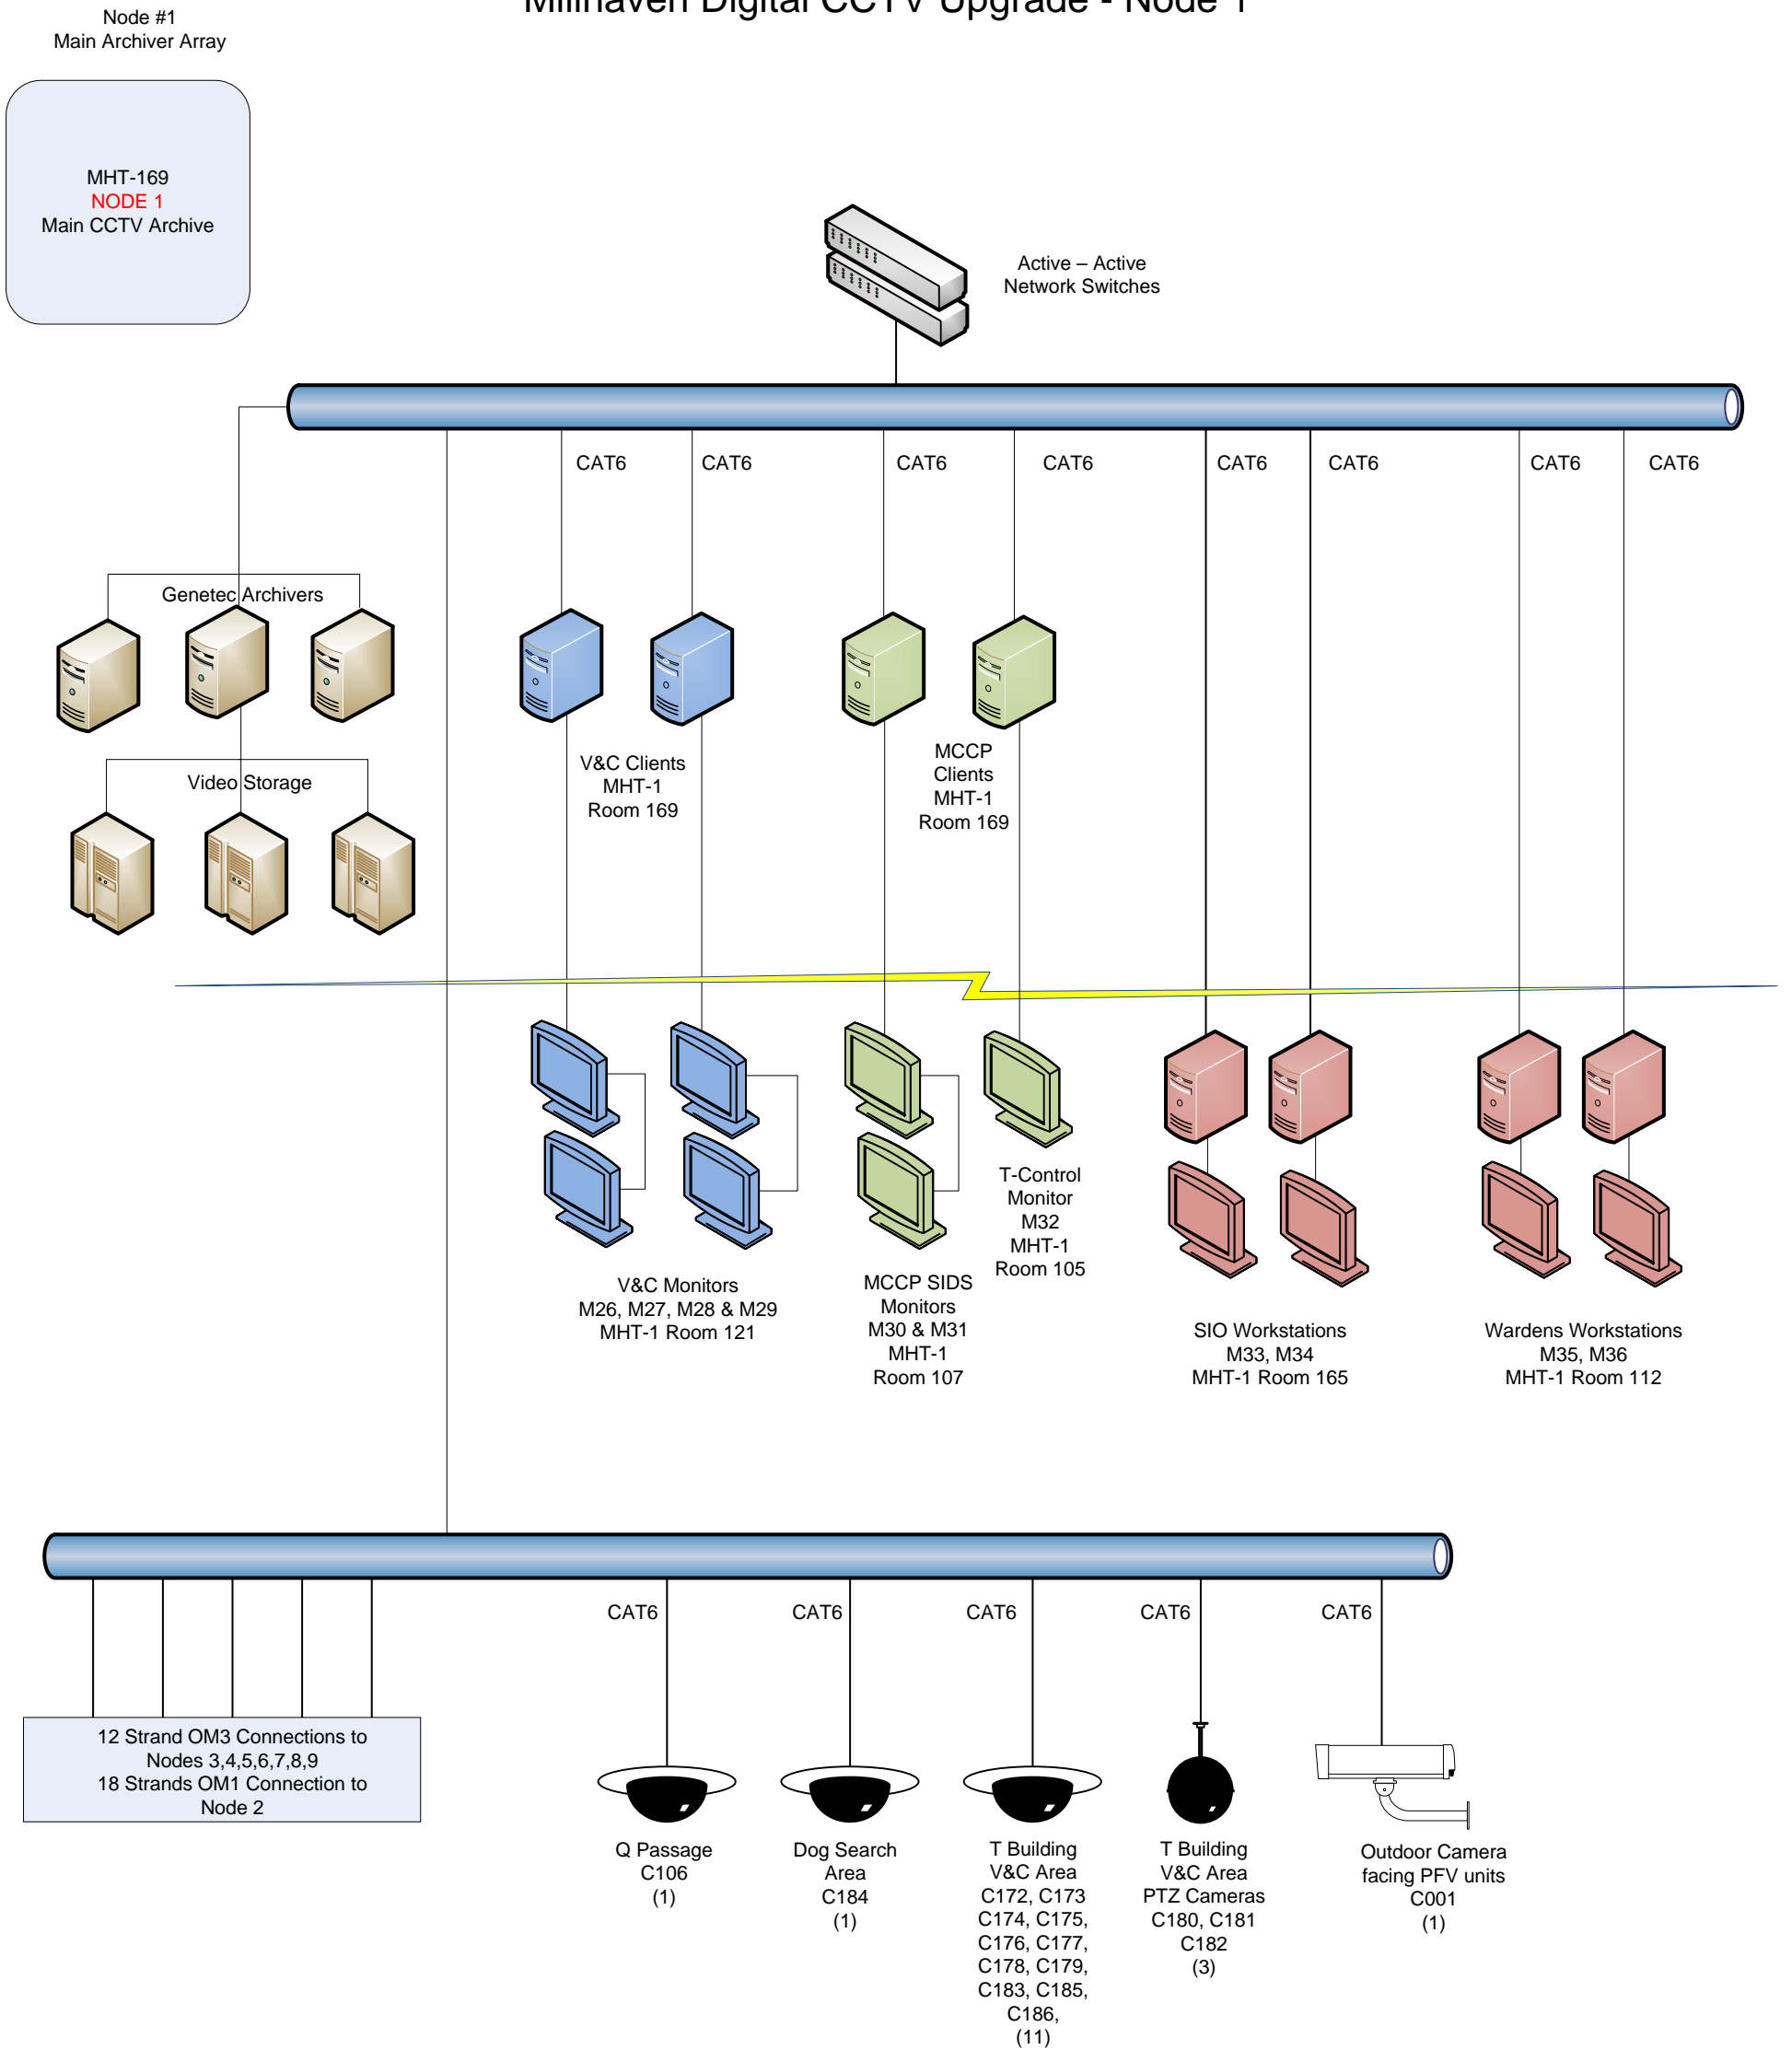 Millhaven Digital CCTV Upgrade - Node 1
Node #1
Main Archiver Array
MHT-169
NODE 1
Main CCTV Archive
Active – Active
Network Switches
CAT6
CAT6
CAT6
CAT6
CAT6
CAT6
CAT6
CAT6
Genetec Archivers
Video Storage
V&C Clients
MHT-1
Room 169
MCCP
Clients
MHT-1
Room 169
V&C Monitors
M26, M27, M28 & M29
MHT-1 Room 121
MCCP SIDS
Monitors
M30 & M31
MHT-1
Room 107
T-Control
Monitor
M32
MHT-1
Room 105
SIO Workstations
M33, M34
MHT-1 Room 165
Wardens Workstations
M35, M36
MHT-1 Room 112
CAT6
CAT6
CAT6
CAT6
CAT6
12 Strand OM3 Connections to
Nodes 3,4,5,6,7,8,9
18 Strands OM1 Connection to
Node 2
Q Passage
C106
(1)
Dog Search
Area
C184
(1)
T Building
V&C Area
C172, C173
C174, C175,
C176, C177,
C178, C179,
C183, C185,
C186,
(11)
T Building
V&C Area
PTZ Cameras
C180, C181
C182
(3)
Outdoor Camera
facing PFV units
C001
(1)